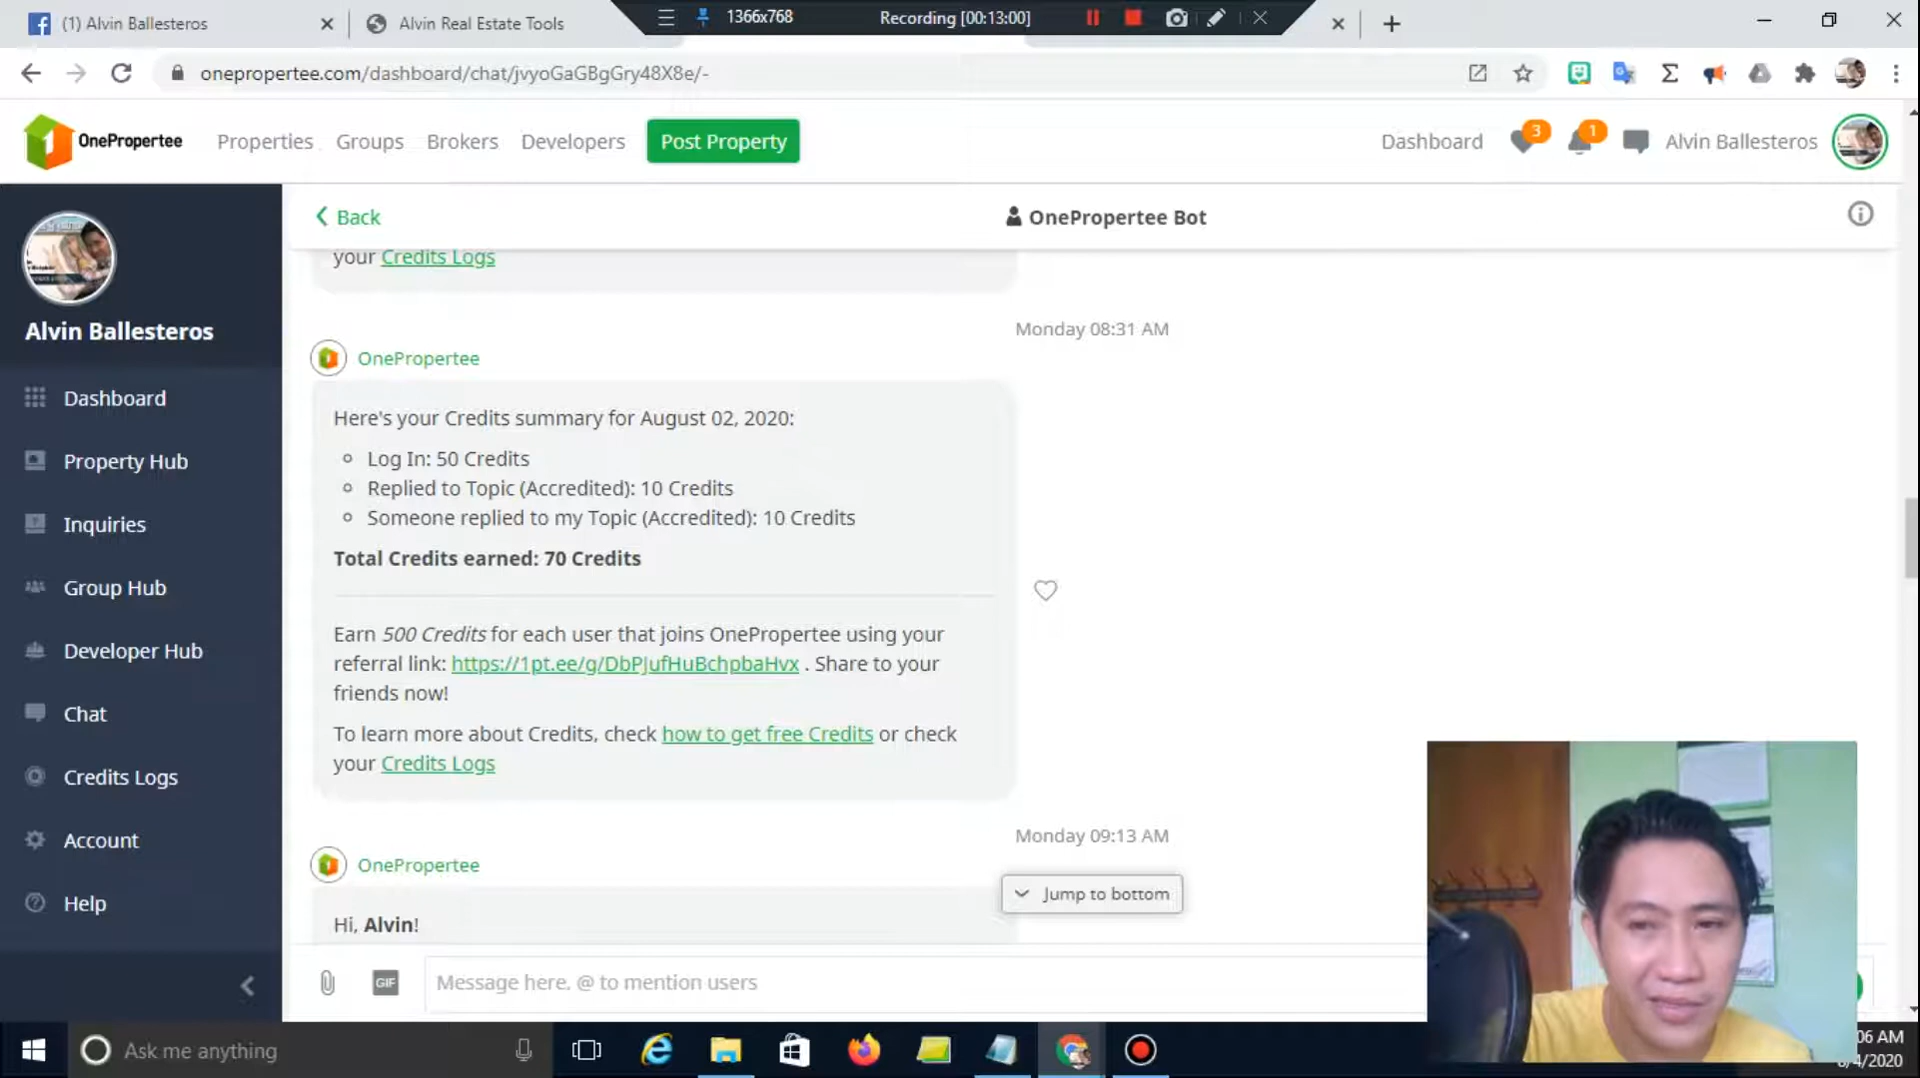 (1) Alvin Ballesteros
Alvin Real Estate Tools
1366x768
Recording [00:13:00]
onepropertee.com/dashboard/chat/jvyoGaGBgGry48X8e/-
OnePropertee
Properties
Groups
Brokers
Developers
Post Property
Dashboard
3
1
Alvin Ballesteros
Alvin Ballesteros
Dashboard
Property Hub
Inquiries
Group Hub
Developer Hub
Chat
Credits Logs
Account
Help
Back
OnePropertee Bot
your Credits Logs
Monday 08:31 AM
OnePropertee
Here's your Credits summary for August 02, 2020:
Log In: 50 Credits
Replied to Topic (Accredited): 10 Credits
Someone replied to my Topic (Accredited): 10 Credits
Total Credits earned: 70 Credits
Earn 500 Credits for each user that joins OnePropertee using your
referral link: https://1pt.ee/g/DbPJufHuBchpbaHvx . Share to your
friends now!
To learn more about Credits, check how to get free Credits or check
your Credits Logs
Monday 09:13 AM
OnePropertee
Jump to bottom
Hi, Alvin!
GIF
Message here. @ to mention users
Ask me anything
06 AM
/4/2020